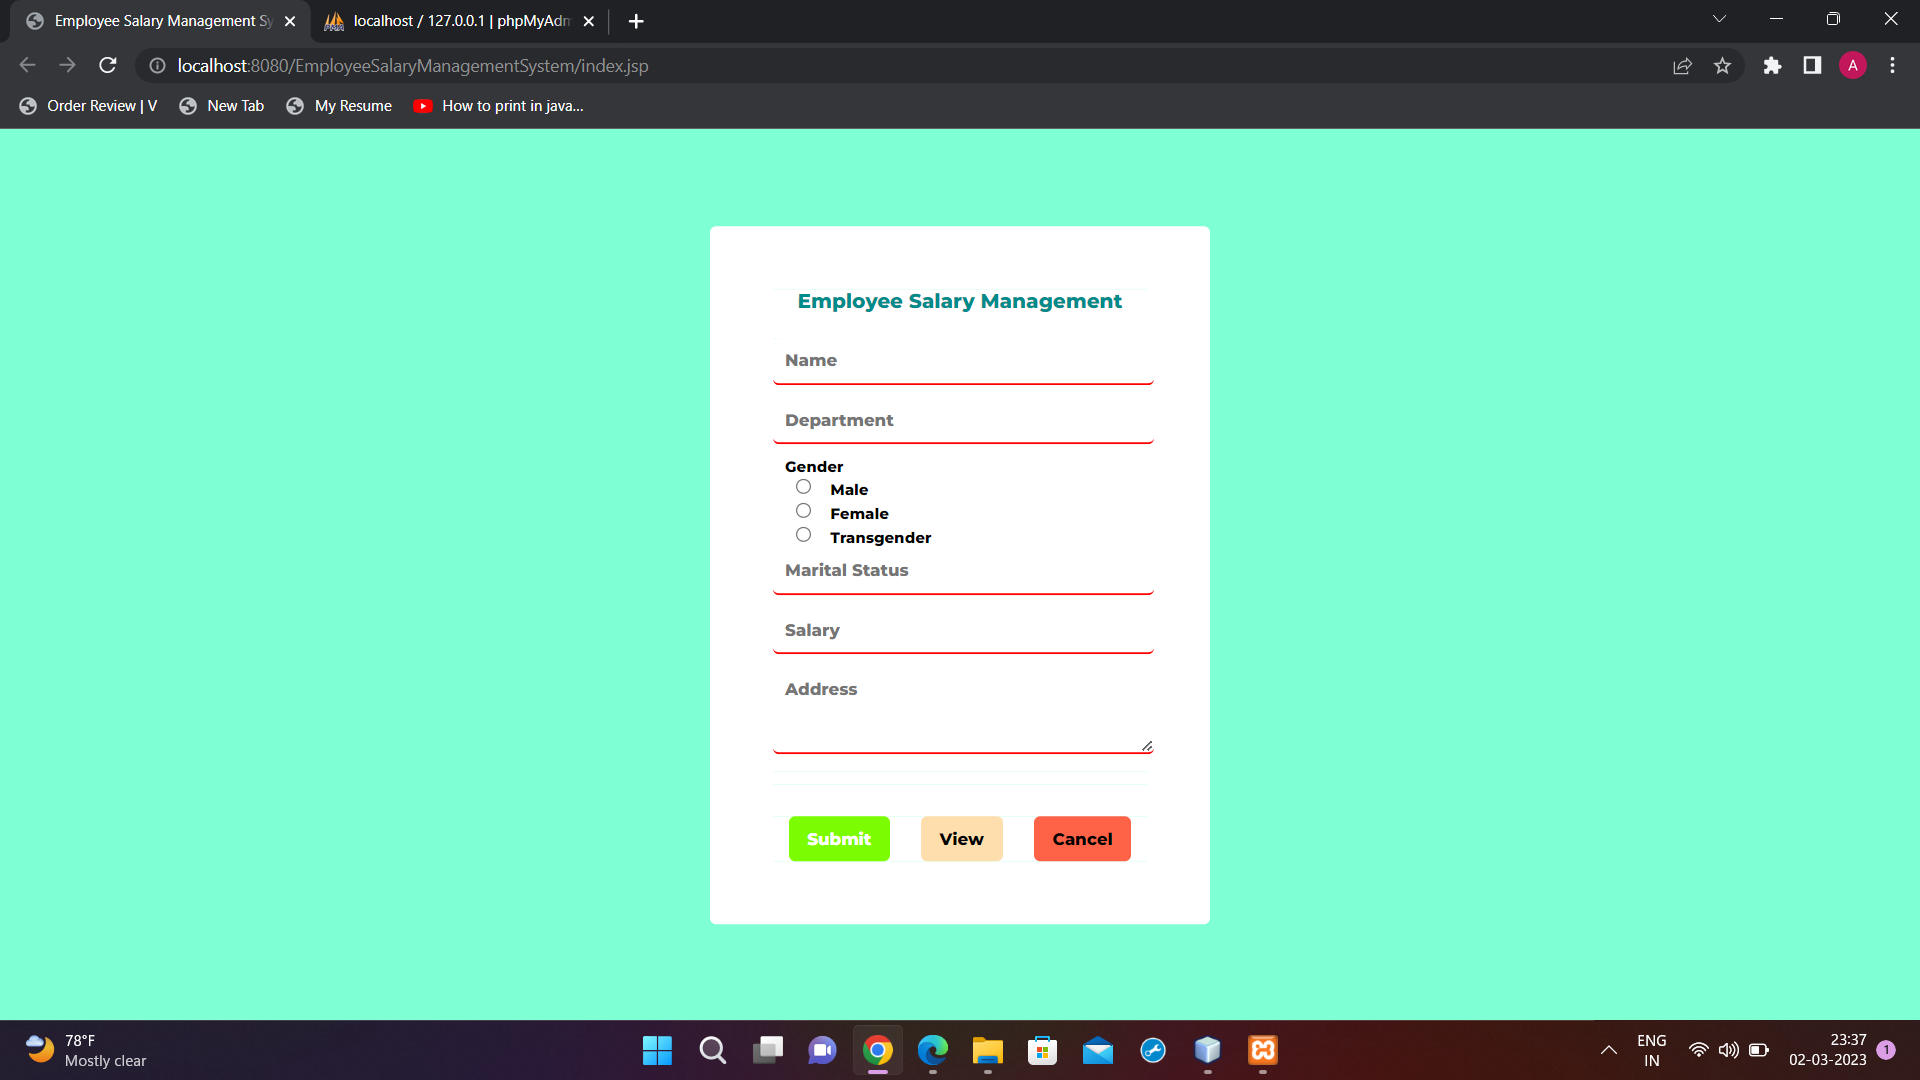 Employee Salary Management Sy
localhost / 127.0.0.1 | phpMyAdm
localhost:8080/EmployeeSalaryManagementSystem/index.jsp
A
Order Review | V
New Tab
My Resume
How to print in java...
Employee Salary Management
Name
Department
Gender
Male
Female
Transgender
Marital Status
Salary
Address
Submit
View
Cancel
78°F
Mostly clear
ENG
IN
23:37
02-03-2023
1